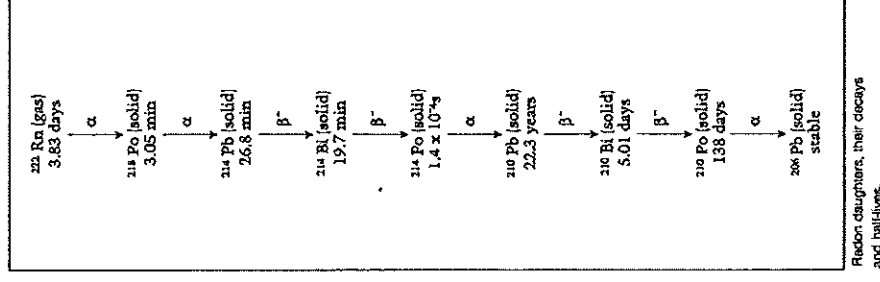 222 Rn (gas)
3.83 days
α
218 Po (solid)
3.05 min
α
214 Pb (solid)
26.8 min
β⁻
214 Bi (solid)
19.7 min
β⁻
214 Po (solid)
1.4 x 10⁻⁴s
α
210 Pb (solid)
22.3 years
β⁻
210 Bi (solid)
5.01 days
β⁻
210 Po (solid)
138 days
α
206 Pb (solid)
stable
Radon daughters, their decays
and half-lives.